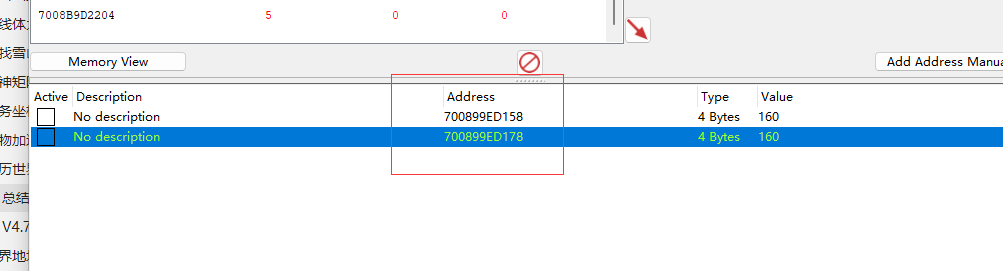 线体
7008B9D2204 5 0 0
找雪
Memory View
Add Address Manua
神矩
Active Description Address Type Value
务坐
No description 700899ED158 4 Bytes 160
物加
No description 700899ED178 4 Bytes 160
历世
总结
V4.7
界地